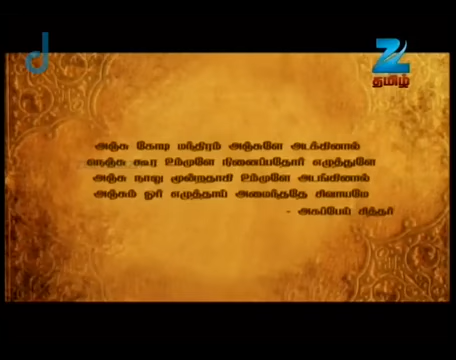 d
Z
தமிழ்
அஞ்சு கோடி மந்திரம் அஞ்சுளே அடக்கினால்
கூர உம்முளே நினைப்பதோர் எழுத்துளே
அஞ்சு நாலு மூன்றதாகி உம்முளே அடங்கினால்
அஞ்சும் ஓர் எழுத்தாய் அமைந்ததே சிவாயமே
- அகப்பேய் சித்தர்